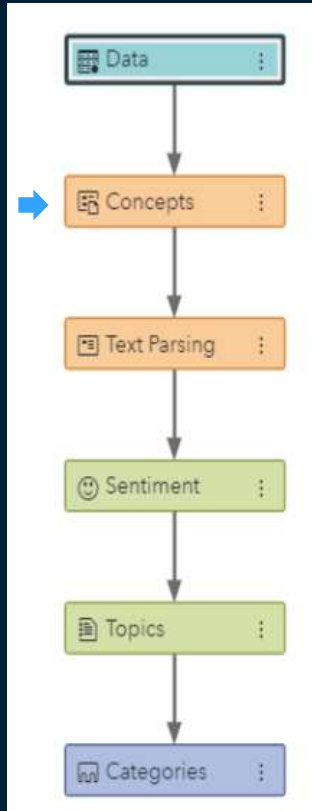 Data
Concepts
Text Parsing
Sentiment
Topics
Categories